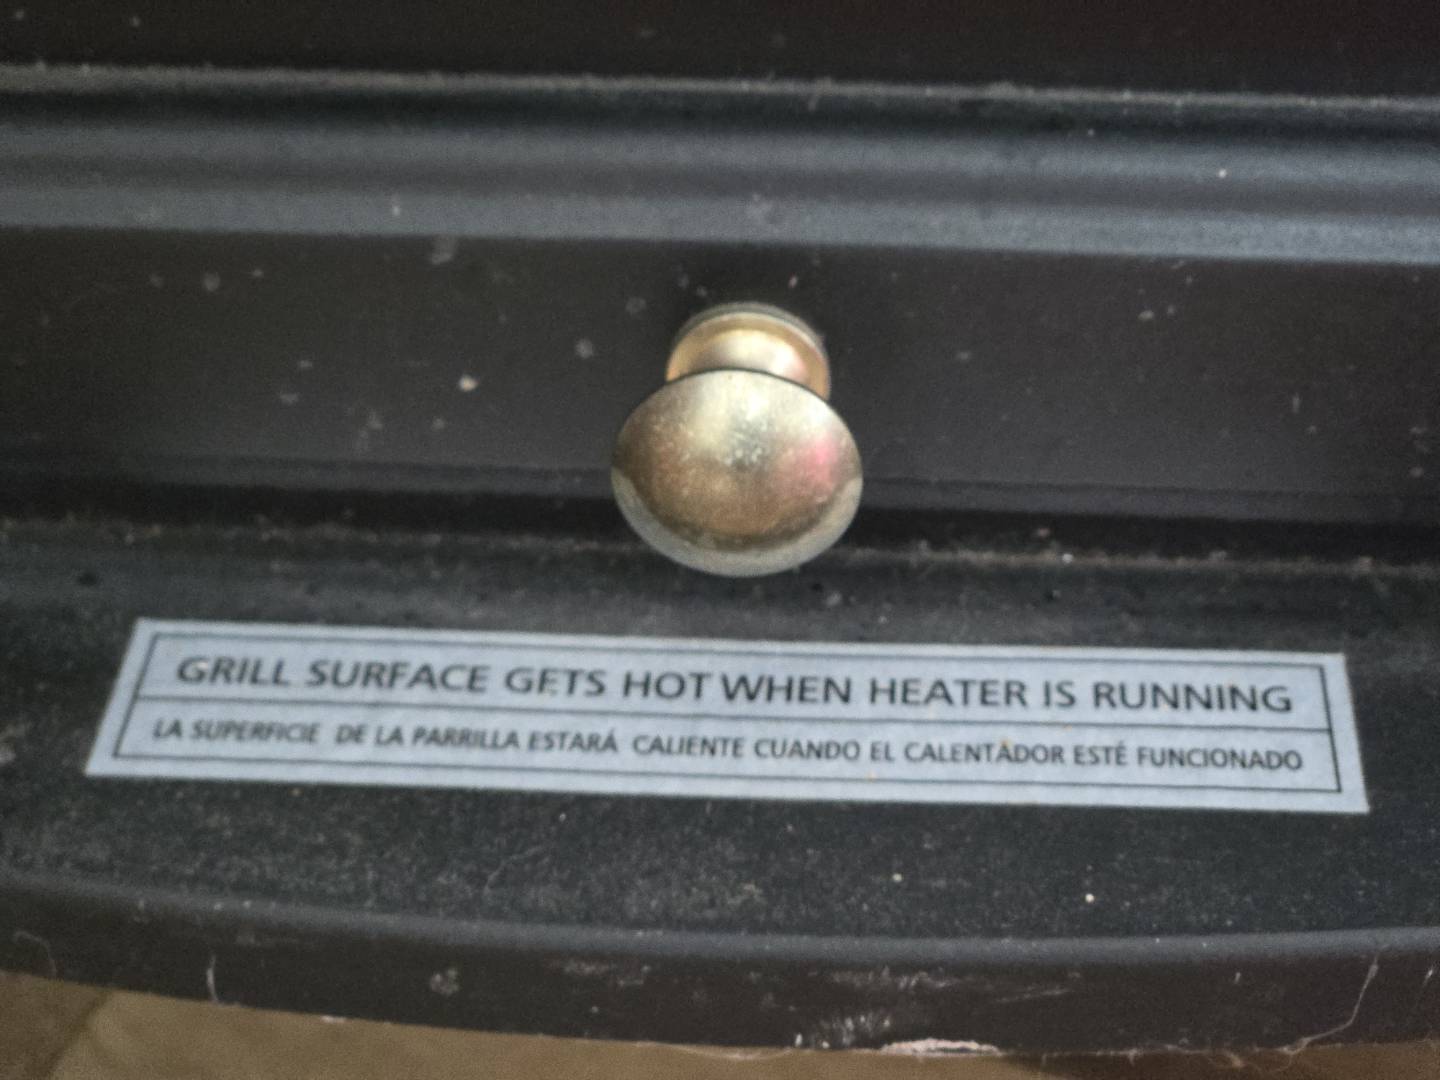 GRILL SURFACE GETS HOT WHEN HEATER IS RUNNING
LA SUPERFICIE DE LA PARRILLA ESTARÁ CALIENTE CUANDO EL CALENTADOR ESTÉ FUNCIONADO